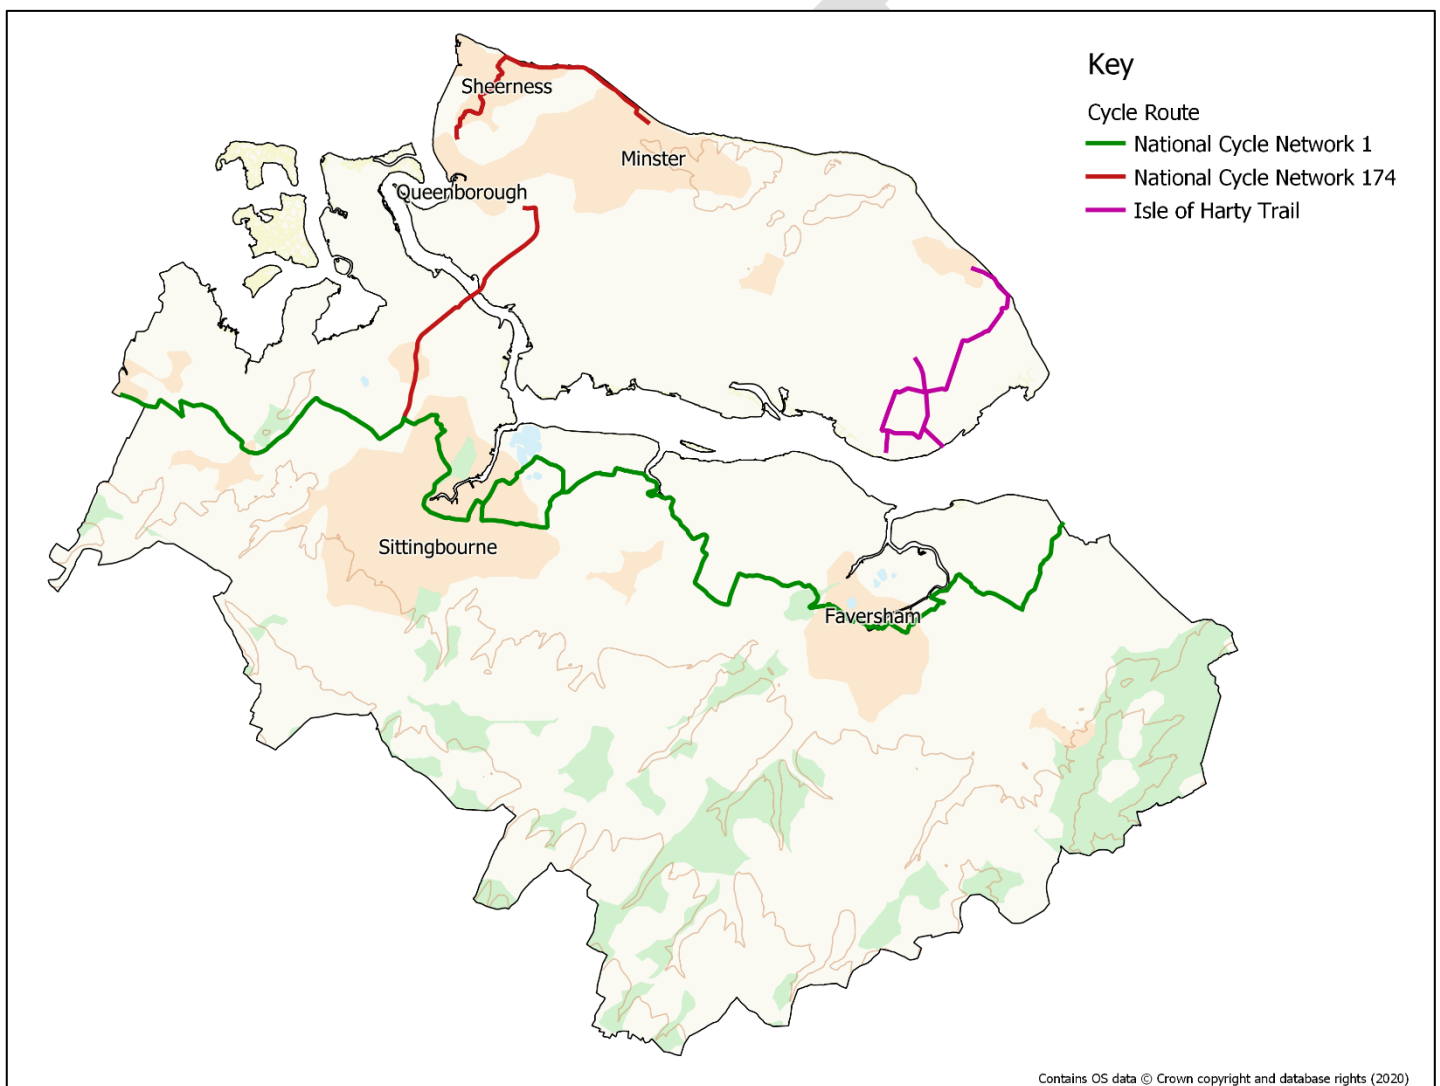 Key
Cycle Route
National Cycle Network 1
National Cycle Network 174
Isle of Harty Trail
Sheerness
Minster
Queenborough
Sittingbourne
Faversham
Contains OS data © Crown copyright and database rights (2020)